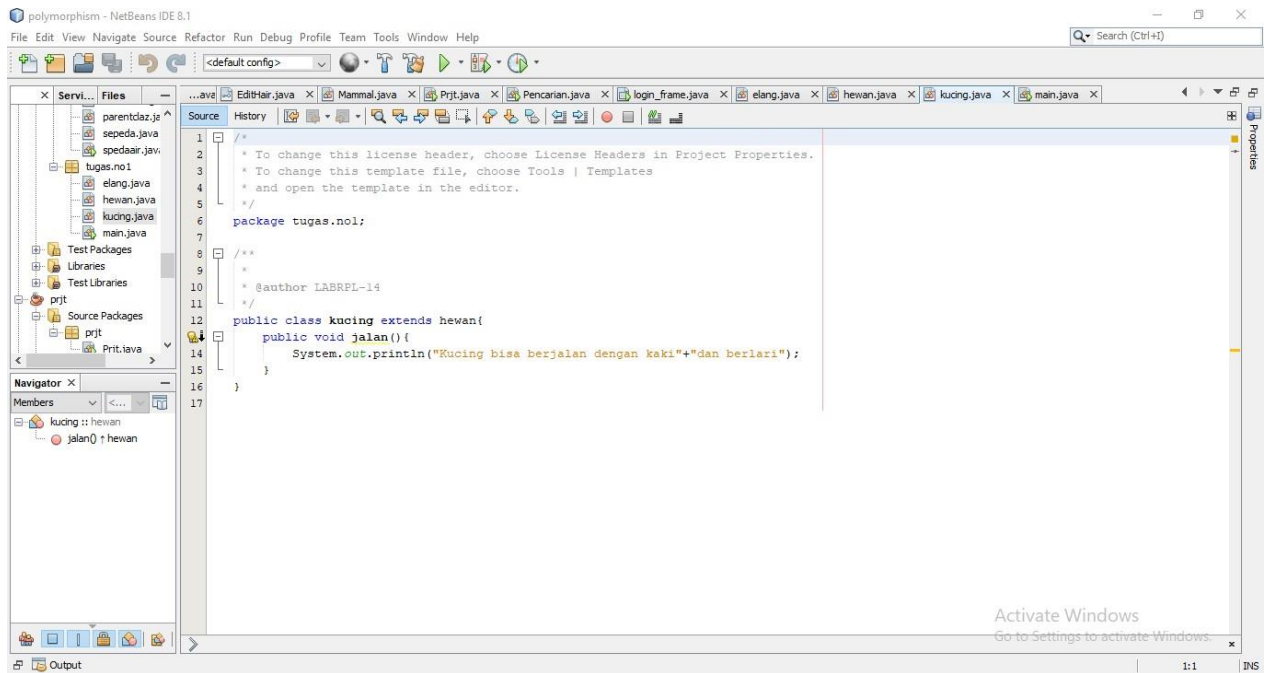 polymorphism - NetBeans IDE 8.1
File Edit View Navigate Source Refactor Run Debug Profile Team Tools Window Help
Search (Ctrl+I)
<default config>
Servi... Files
...ava EditHair.java Mammal.java Prjt.java Pencarian.java login_frame.java elang.java hewan.java kucing.java main.java
Source History
parentclaz.ja
sepeda.java
spedaair.jav
tugas.no1
elang.java
hewan.java
kucing.java
main.java
Test Packages
Libraries
Test Libraries
prjt
Source Packages
prjt
Prjt.java
Navigator
Members <...
kucing :: hewan
jalan() ↑ hewan
1 /*
2 * To change this license header, choose License Headers in Project Properties.
3 * To change this template file, choose Tools | Templates
4 * and open the template in the editor.
5 */
6 package tugas.no1;
7
8 /**
9 *
10 * @author LABRPL-14
11 */
12 public class kucing extends hewan{
public void jalan(){
14 System.out.println("Kucing bisa berjalan dengan kaki"+"dan berlari");
15 }
16 }
17
Properties
Activate Windows
Go to Settings to activate Windows.
Output
1:1 INS